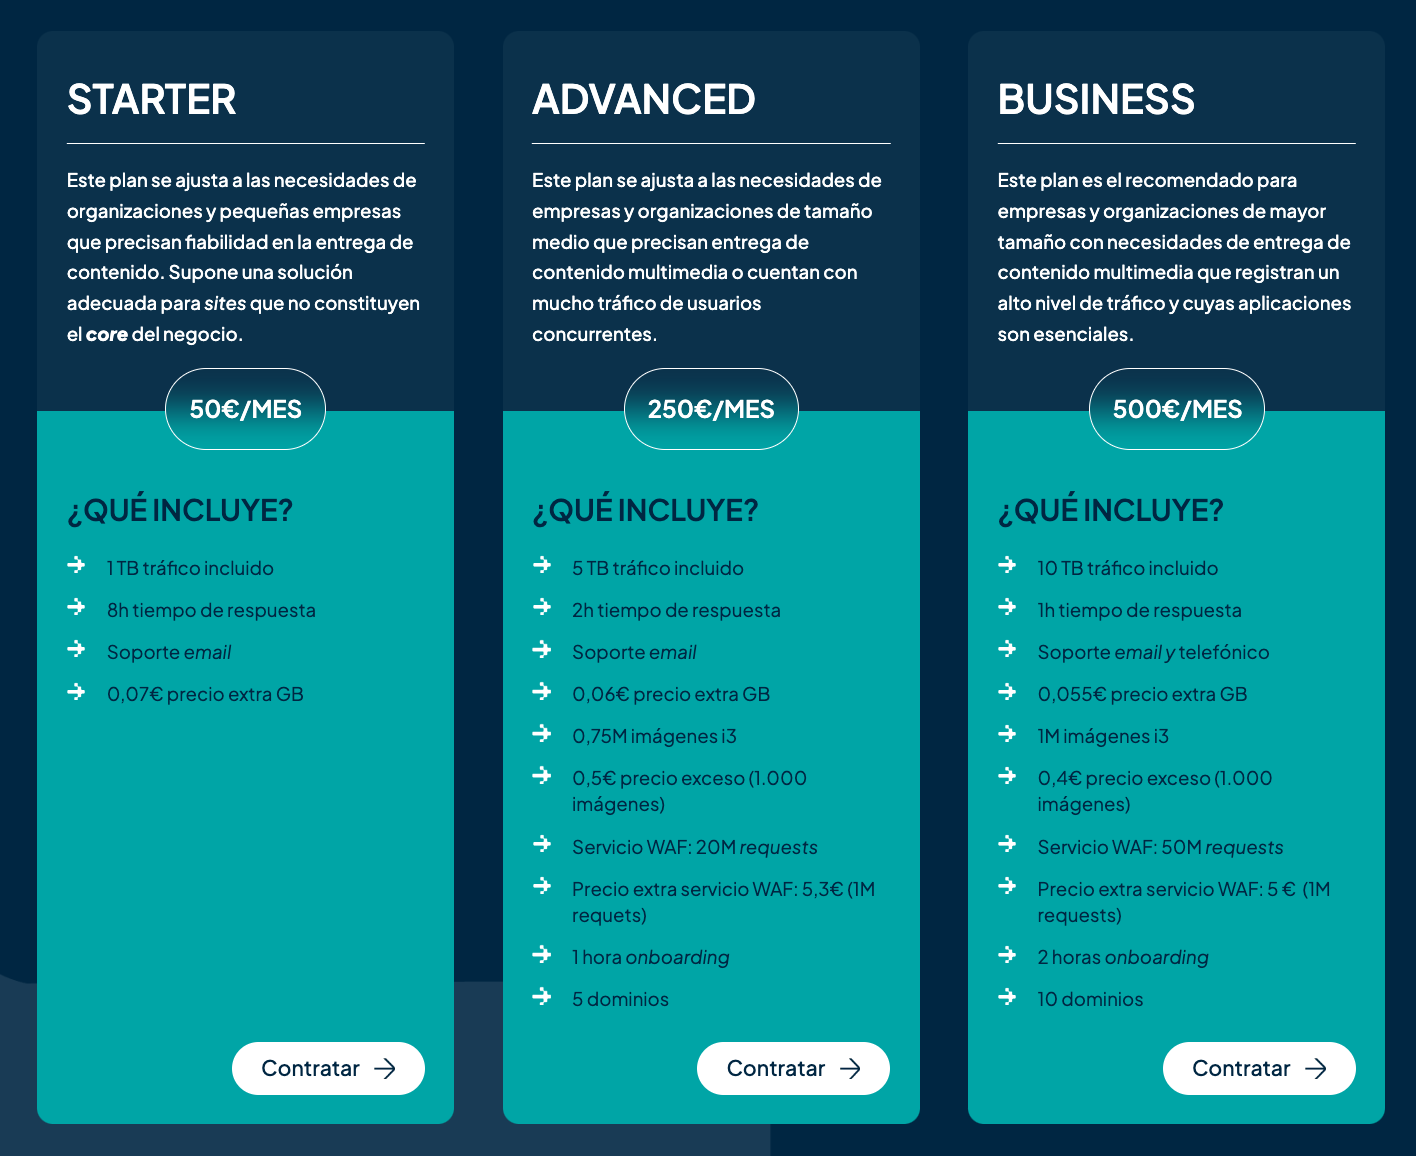 STARTER
Este plan se ajusta a las necesidades de
organizaciones y pequeñas empresas
que precisan fiabilidad en la entrega de
contenido. Supone una solución
adecuada para sites que no constituyen
el core del negocio.
50€/MES
¿QUÉ INCLUYE?
1 TB tráfico incluido
8h tiempo de respuesta
Soporte email
0,07€ precio extra GB
Contratar
ADVANCED
Este plan se ajusta a las necesidades de
empresas y organizaciones de tamaño
medio que precisan entrega de
contenido multimedia o cuentan con
mucho tráfico de usuarios
concurrentes.
250€/MES
¿QUÉ INCLUYE?
5 TB tráfico incluido
2h tiempo de respuesta
Soporte email
0,06€ precio extra GB
0,75M imágenes i3
0,5€ precio exceso (1.000
imágenes)
Servicio WAF: 20M requests
Precio extra servicio WAF: 5,3€ (1M
requets)
1 hora onboarding
5 dominios
Contratar
BUSINESS
Este plan es el recomendado para
empresas y organizaciones de mayor
tamaño con necesidades de entrega de
contenido multimedia que registran un
alto nivel de tráfico y cuyas aplicaciones
son esenciales.
500€/MES
¿QUÉ INCLUYE?
10 TB tráfico incluido
1h tiempo de respuesta
Soporte email y telefónico
0,055€ precio extra GB
1M imágenes i3
0,4€ precio exceso (1.000
imágenes)
Servicio WAF: 50M requests
Precio extra servicio WAF: 5 € (1M
requests)
2 horas onboarding
10 dominios
Contratar